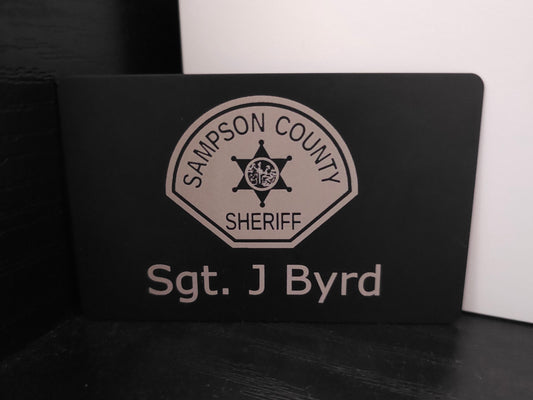 SAMPSON COUNTY
SHERIFF
Sgt. J Byrd